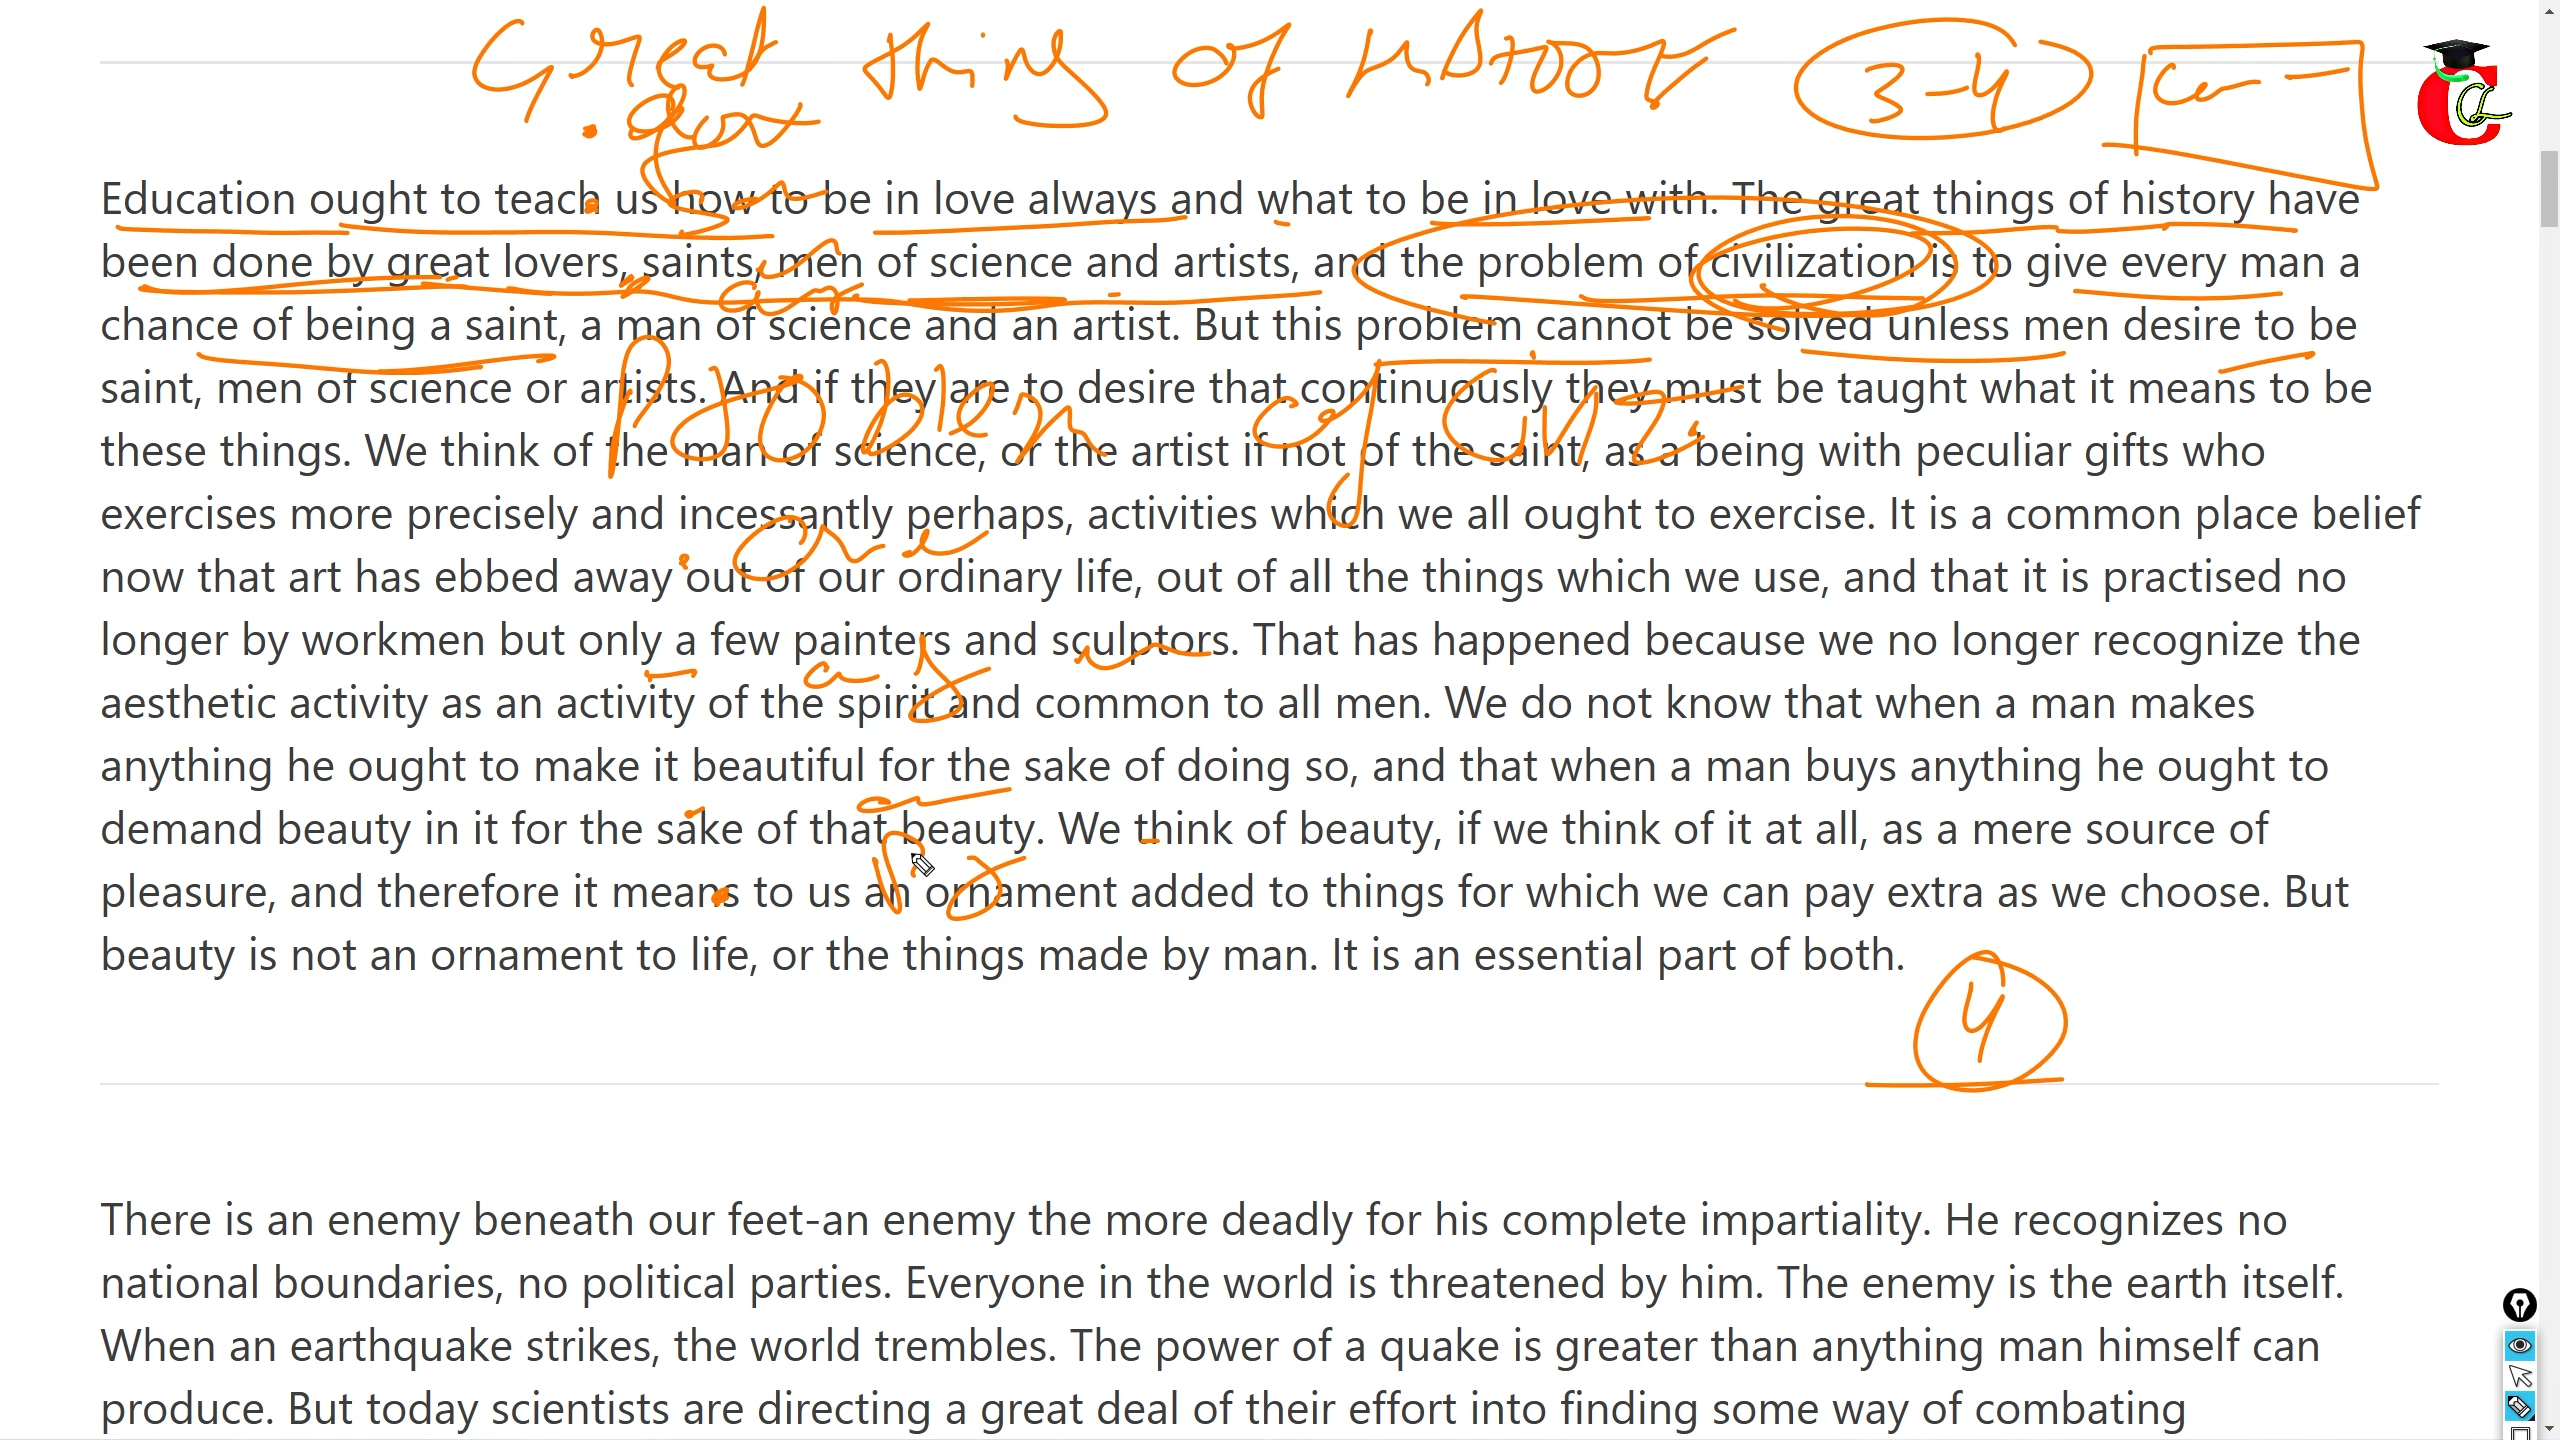 Great thing of History 3-4
Education ought to teach us how to be in love always and what to be in love with. The great things of history have
been done by great lovers, saints, men of science and artists, and the problem of civilization is to give every man a
chance of being a saint, a man of science and an artist. But this problem cannot be solved unless men desire to be
saint, men of science or artists. And if they are to desire that continuously they must be taught what it means to be
Problem of
these things. We think of the man of science, or the artist if not of the saint, as a being with peculiar gifts who
exercises more precisely and incessantly perhaps, activities which we all ought to exercise. It is a common place belief
now that art has ebbed away out of our ordinary life, out of all the things which we use, and that it is practised no
longer by workmen but only a few painters and sculptors. That has happened because we no longer recognize the
aesthetic activity as an activity of the spirit and common to all men. We do not know that when a man makes
anything he ought to make it beautiful for the sake of doing so, and that when a man buys anything he ought to
demand beauty in it for the sake of that beauty. We think of beauty, if we think of it at all, as a mere source of
pleasure, and therefore it means to us an ornament added to things for which we can pay extra as we choose. But
beauty is not an ornament to life, or the things made by man. It is an essential part of both.
4
There is an enemy beneath our feet-an enemy the more deadly for his complete impartiality. He recognizes no
national boundaries, no political parties. Everyone in the world is threatened by him. The enemy is the earth itself.
When an earthquake strikes, the world trembles. The power of a quake is greater than anything man himself can
produce. But today scientists are directing a great deal of their effort into finding some way of combating